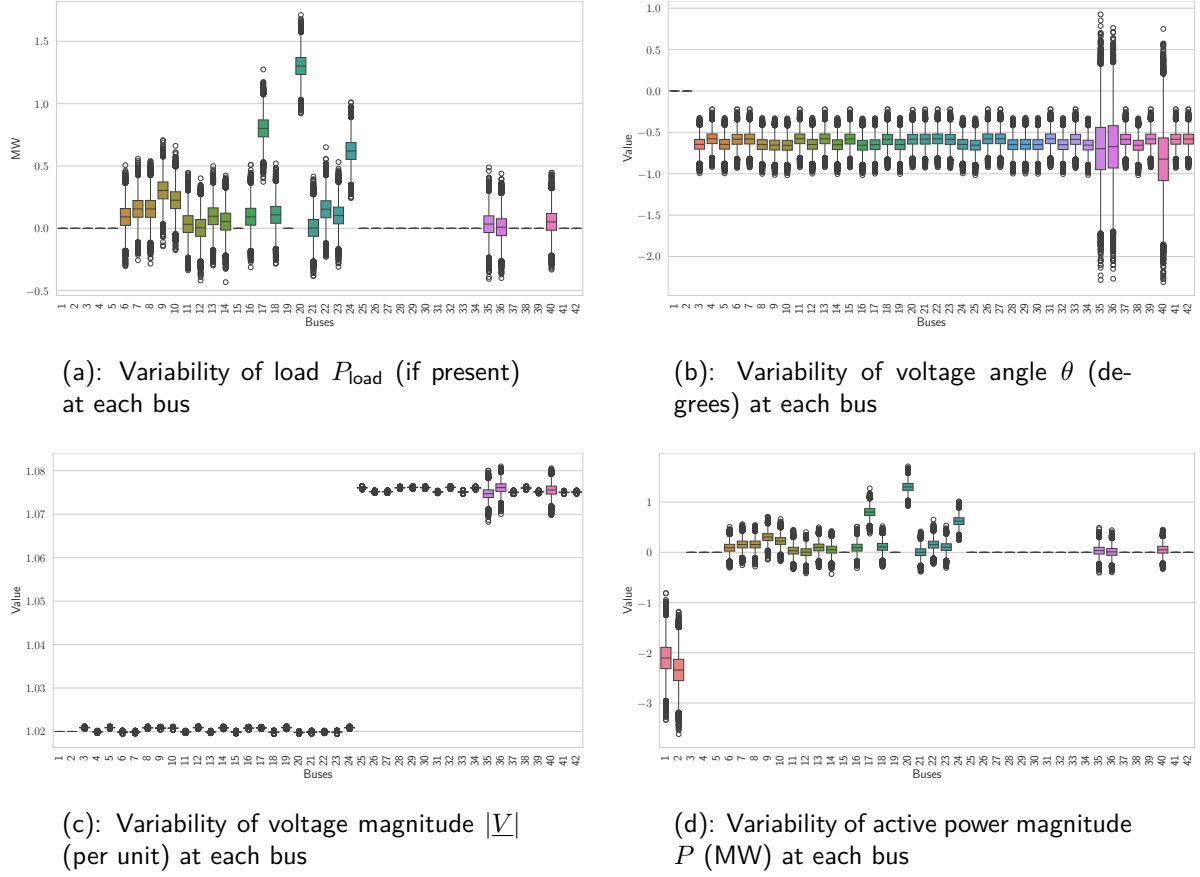 1.5
1.0
0.5
0.0
−0.5
MW
1 2 3 4 5 6 7 8 9 10 11 12 13 14 15 16 17 18 19 20 21 22 23 24 25 26 27 28 29 30 31 32 33 34 35 36 37 38 39 40 41 42
Buses
(a): Variability of load P_load (if present)
at each bus
1.0
0.5
0.0
−0.5
−1.0
−1.5
−2.0
Value
1 2 3 4 5 6 7 8 9 10 11 12 13 14 15 16 17 18 19 20 21 22 23 24 25 26 27 28 29 30 31 32 33 34 35 36 37 38 39 40 41 42
Buses
(b): Variability of voltage angle θ (de-
grees) at each bus
1.08
1.07
1.06
1.05
1.04
1.03
1.02
Value
1 2 3 4 5 6 7 8 9 10 11 12 13 14 15 16 17 18 19 20 21 22 23 24 25 26 27 28 29 30 31 32 33 34 35 36 37 38 39 40 41 42
Buses
(c): Variability of voltage magnitude |V|
(per unit) at each bus
1
0
−1
−2
−3
Value
1 2 3 4 5 6 7 8 9 10 11 12 13 14 15 16 17 18 19 20 21 22 23 24 25 26 27 28 29 30 31 32 33 34 35 36 37 38 39 40 41 42
Buses
(d): Variability of active power magnitude
P (MW) at each bus